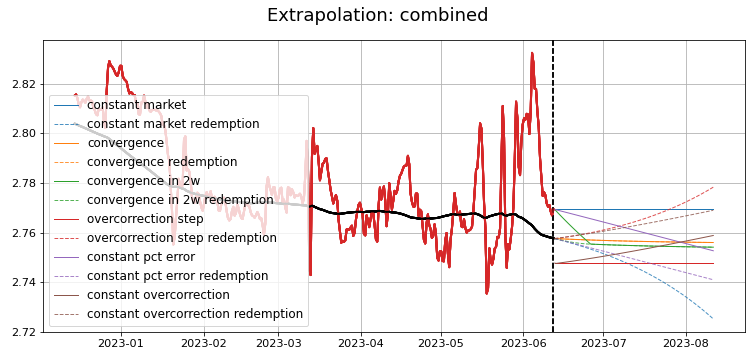 Extrapolation: combined
2.82
2.80
2.78
2.76
2.74
2.72
constant market
constant market redemption
convergence
convergence redemption
convergence in 2w
convergence in 2w redemption
overcorrection step
overcorrection step redemption
constant pct error
constant pct error redemption
constant overcorrection
constant overcorrection redemption
2023-01 2023-02 2023-03 2023-04 2023-05 2023-06 2023-07 2023-08